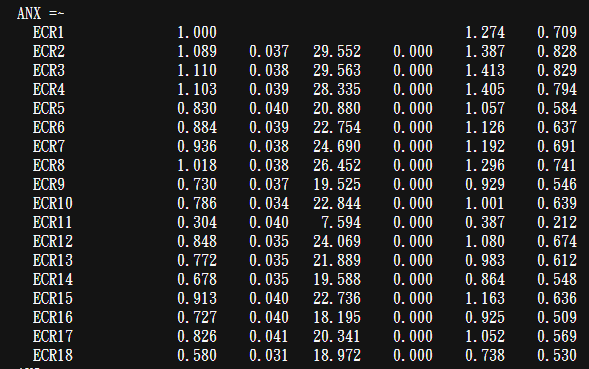 ANX =~
ECR1 1.000 1.274 0.709
ECR2 1.089 0.037 29.552 0.000 1.387 0.828
ECR3 1.110 0.038 29.563 0.000 1.413 0.829
ECR4 1.103 0.039 28.335 0.000 1.405 0.794
ECR5 0.830 0.040 20.880 0.000 1.057 0.584
ECR6 0.884 0.039 22.754 0.000 1.126 0.637
ECR7 0.936 0.038 24.690 0.000 1.192 0.691
ECR8 1.018 0.038 26.452 0.000 1.296 0.741
ECR9 0.730 0.037 19.525 0.000 0.929 0.546
ECR10 0.786 0.034 22.844 0.000 1.001 0.639
ECR11 0.304 0.040 7.594 0.000 0.387 0.212
ECR12 0.848 0.035 24.069 0.000 1.080 0.674
ECR13 0.772 0.035 21.889 0.000 0.983 0.612
ECR14 0.678 0.035 19.588 0.000 0.864 0.548
ECR15 0.913 0.040 22.736 0.000 1.163 0.636
ECR16 0.727 0.040 18.195 0.000 0.925 0.509
ECR17 0.826 0.041 20.341 0.000 1.052 0.569
ECR18 0.580 0.031 18.972 0.000 0.738 0.530